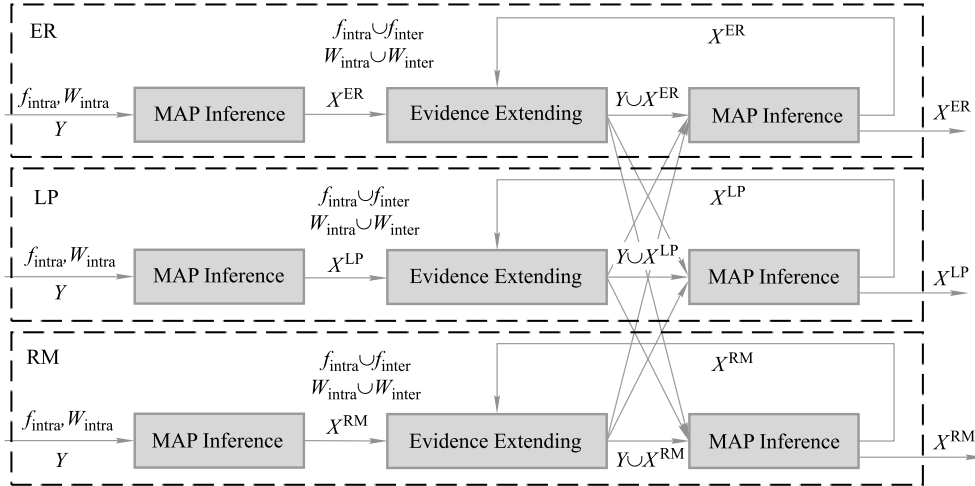 ER
f_intra∪f_inter
W_intra∪W_inter
X^ER
f_intra, W_intra
Y
MAP Inference
X^ER
Evidence Extending
Y∪X^ER
MAP Inference
X^ER
LP
f_intra∪f_inter
W_intra∪W_inter
X^LP
f_intra, W_intra
Y
MAP Inference
X^LP
Evidence Extending
Y∪X^LP
MAP Inference
X^LP
RM
f_intra∪f_inter
W_intra∪W_inter
X^RM
f_intra, W_intra
Y
MAP Inference
X^RM
Evidence Extending
Y∪X^RM
MAP Inference
X^RM